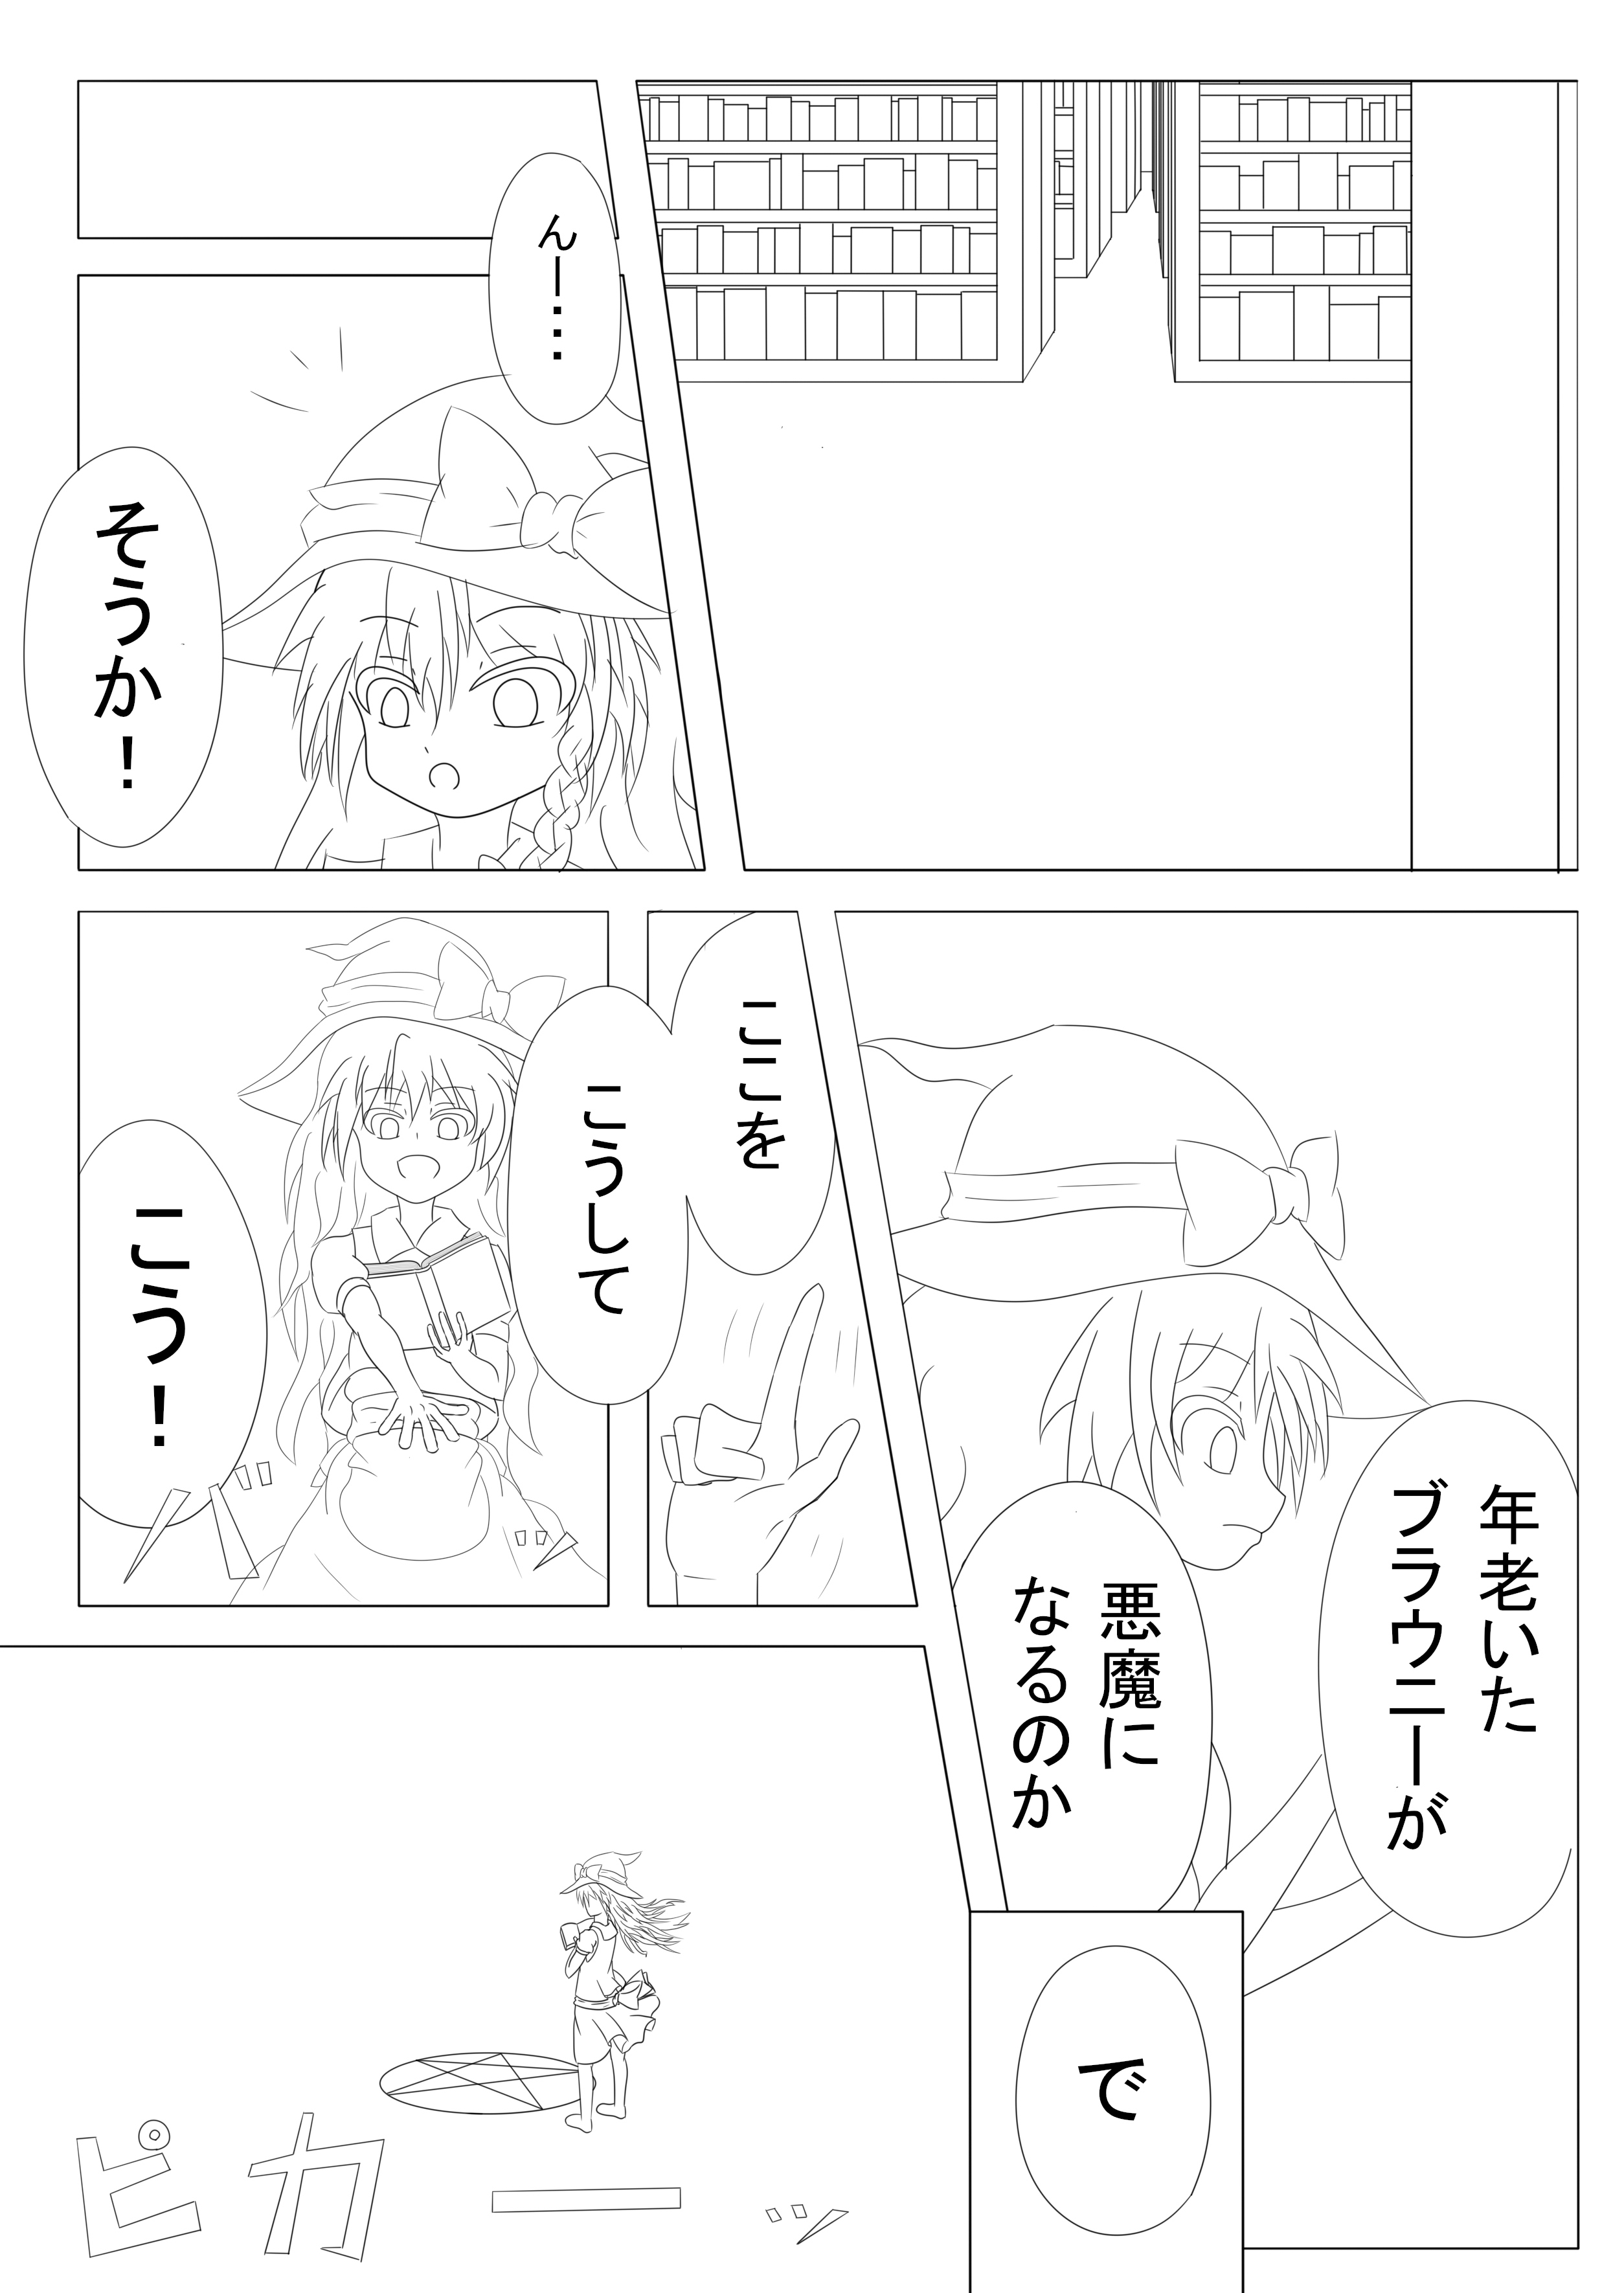 んー…
そうか！
年老いた
ブラウニーが
悪魔に
なるのか
で
ここを
こうして
こう！
バッ
ピカーッ